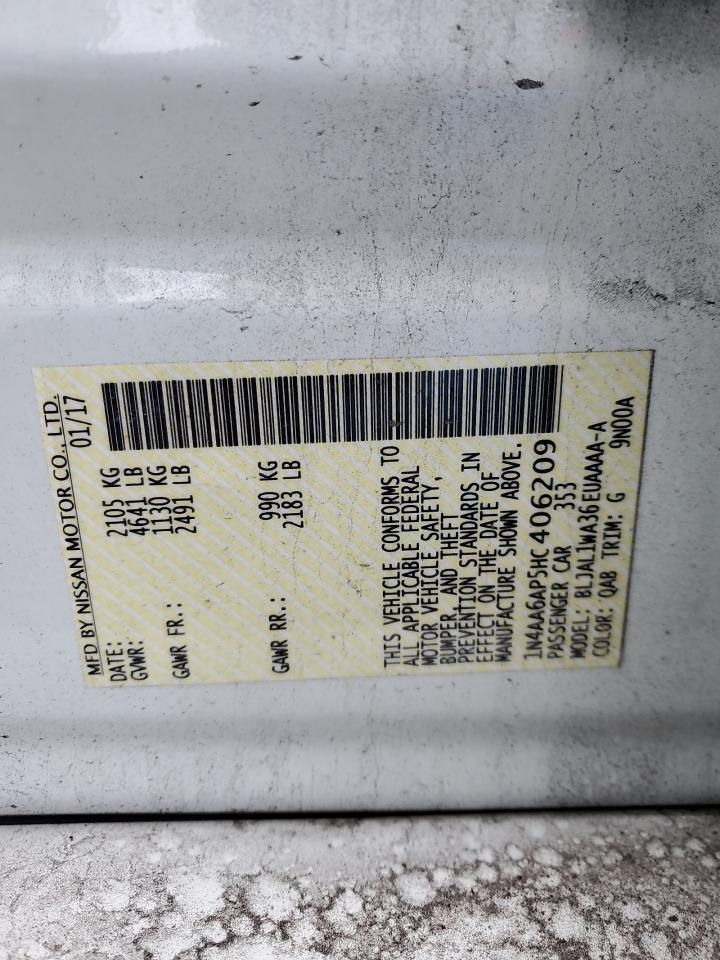 MFD BY NISSAN MOTOR CO., LTD.
DATE: 01/17
GVWR: 2105 KG
4641 LB
GAWR FR.: 1130 KG
2491 LB
GAWR RR.: 990 KG
2183 LB
THIS VEHICLE CONFORMS TO
ALL APPLICABLE FEDERAL
MOTOR VEHICLE SAFETY,
BUMPER, AND THEFT
PREVENTION STANDARDS IN
EFFECT ON THE DATE OF
MANUFACTURE SHOWN ABOVE.
1N4AA6AP5HC406209
PASSENGER CAR 353
MODEL: BLJAL1WA36EUAAAA-A
COLOR: QAB TRIM: G 9N00A